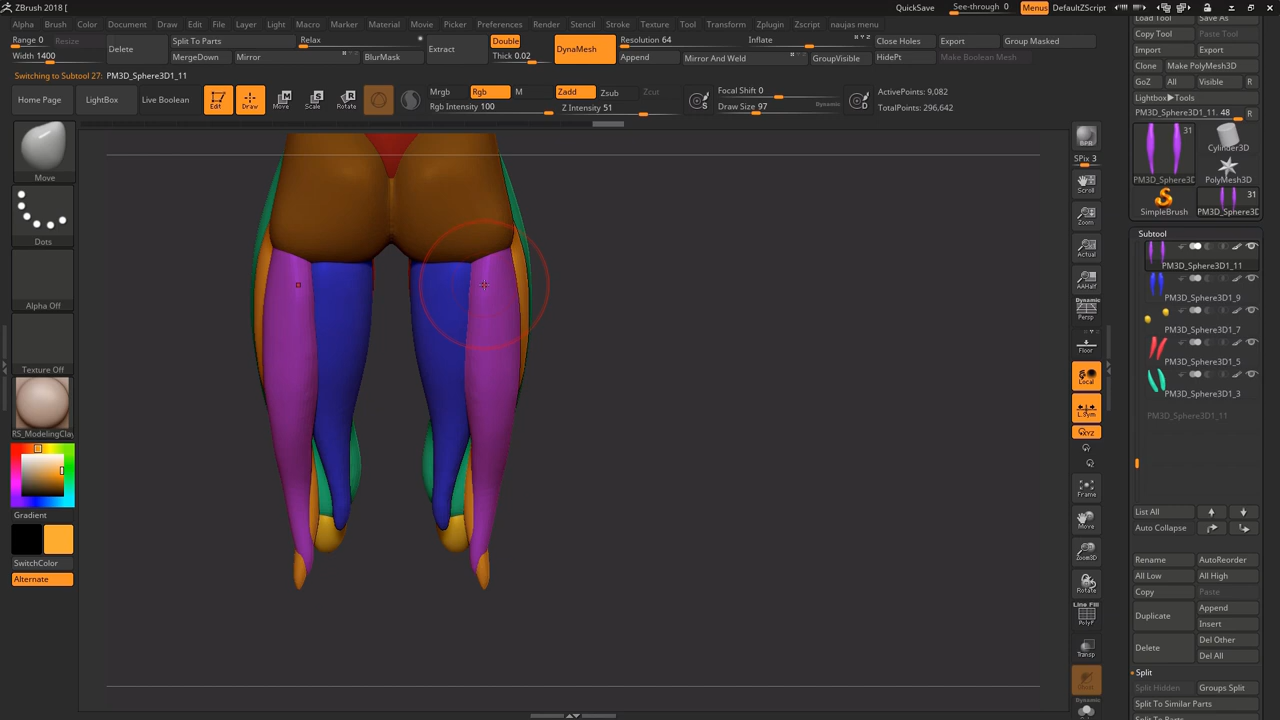 ZBrush 2018 [
QuickSave
See-through 0
Menus
DefaultZScript
Alpha Brush Color Document Draw Edit File Layer Light Macro Marker Material Movie Picker Preferences Render Stencil Stroke Texture Tool Transform Zplugin Zscript naujas menu
Range 0 Resize
Width 1400
Delete
Split To Parts
MergeDown
Relax
Mirror
BlurMask
Extract
Double
Thick 0.02
DynaMesh
Resolution 64
Append
Inflate
Mirror And Weld
GroupVisible
Close Holes
HidePt
Export
Group Masked
Make Boolean Mesh
Switching to Subtool 27: PM3D_Sphere3D1_11
Home Page
LightBox
Live Boolean
Edit
Draw
Move
Scale
Rotate
Mrgb
Rgb
M
Rgb Intensity 100
Zadd
Zsub
Zcut
Z Intensity 51
Focal Shift 0
Draw Size 97
Dynamic
ActivePoints: 9,082
TotalPoints: 296,642
Move
Dots
Alpha Off
Texture Off
RS_ModelingClay
Gradient
SwitchColor
Alternate
BPR
SPix 3
Scroll
Zoom
Actual
AAHalf
Dynamic
Persp
Floor
Local
L.Sym
XYZ
Frame
Move
Zoom3D
Rotate
Line Fill
PolyF
Transp
Dynamic
Load Tool
Save As
Copy Tool
Paste Tool
Import
Export
Clone
Make PolyMesh3D
GoZ
All
Visible
R
Lightbox▶Tools
PM3D_Sphere3D1_11. 48
R
31
PM3D_Sphere3D
Cylinder3D
PolyMesh3D
SimpleBrush
31
PM3D_Sphere3D
Subtool
PM3D_Sphere3D1_11
PM3D_Sphere3D1_9
PM3D_Sphere3D1_7
PM3D_Sphere3D1_5
PM3D_Sphere3D1_3
PM3D_Sphere3D1_11
List All
Auto Collapse
Rename
AutoReorder
All Low
All High
Copy
Paste
Duplicate
Append
Insert
Delete
Del Other
Del All
Split
Split Hidden
Groups Split
Split To Similar Parts
Split To Parts